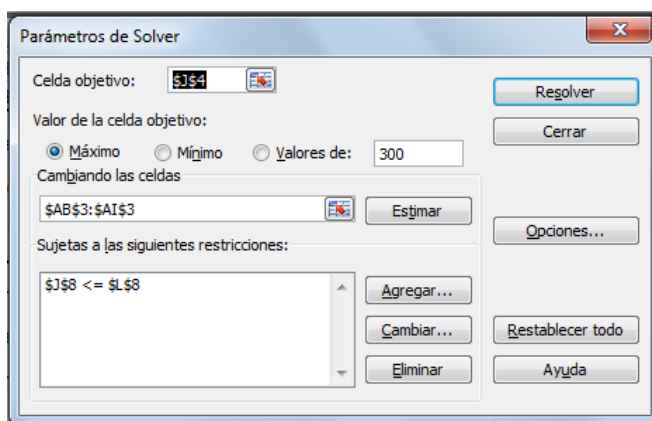 Parámetros de Solver
x
Celda objetivo: $J$4
Resolver
Valor de la celda objetivo:
Cerrar
Máximo Mínimo Valores de: 300
Cambiando las celdas
$AB$3:$AI$3 Estimar
Opciones...
Sujetas a las siguientes restricciones:
$J$8 <= $L$8
Agregar...
Cambiar... Restablecer todo
Eliminar Ayuda